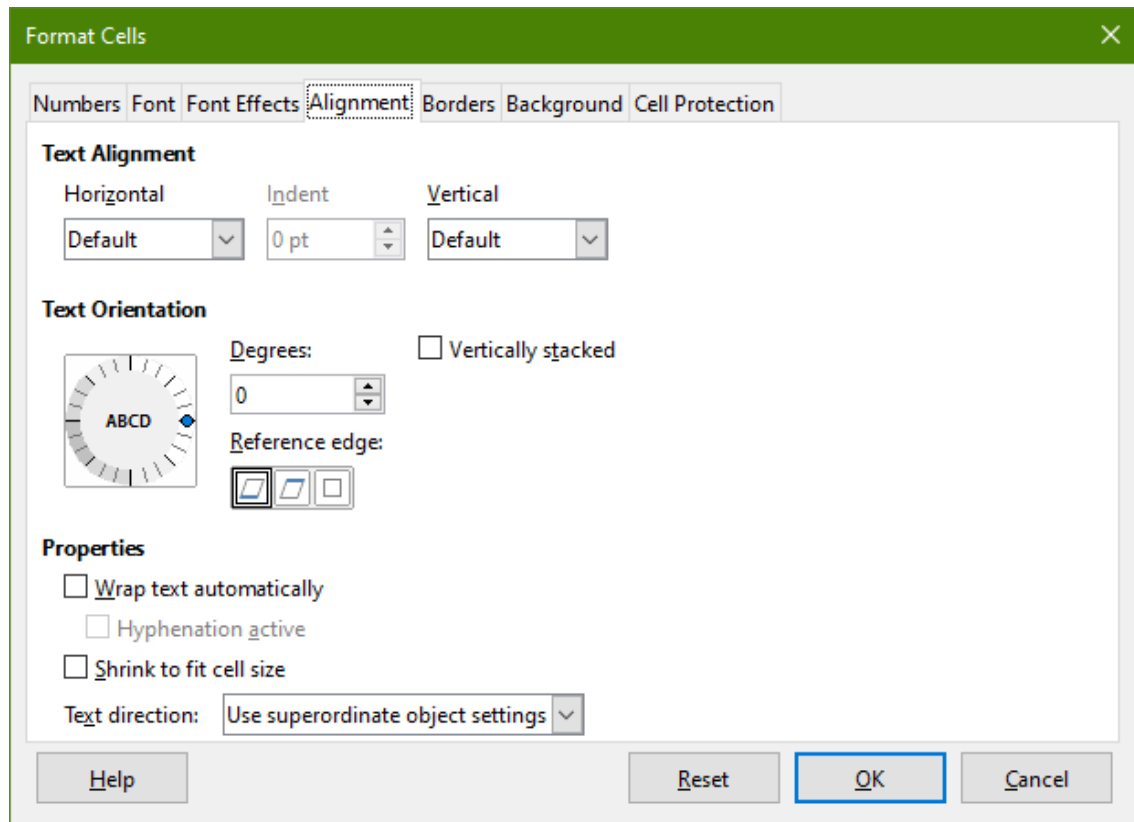 Format Cells
Numbers Font Font Effects Alignment Borders Background Cell Protection
Text Alignment
Horizontal Indent Vertical
Default 0 pt Default
Text Orientation
Degrees: Vertically stacked
0
ABCD
Reference edge:
Properties
Wrap text automatically
Hyphenation active
Shrink to fit cell size
Text direction: Use superordinate object settings
Help Reset OK Cancel